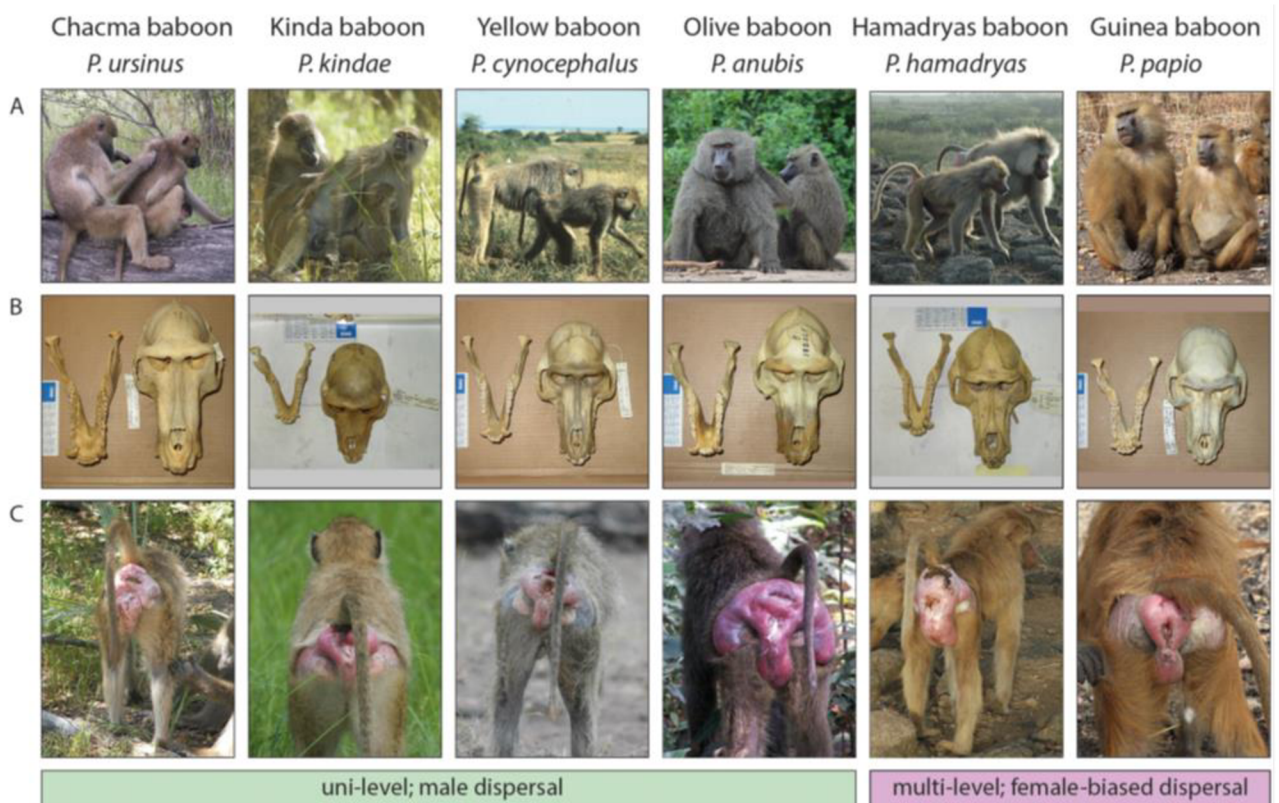 Chacma baboon
P. ursinus
Kinda baboon
P. kindae
Yellow baboon
P. cynocephalus
Olive baboon
P. anubis
Hamadryas baboon
P. hamadryas
Guinea baboon
P. papio
A
B
C
uni-level; male dispersal
multi-level; female-biased dispersal